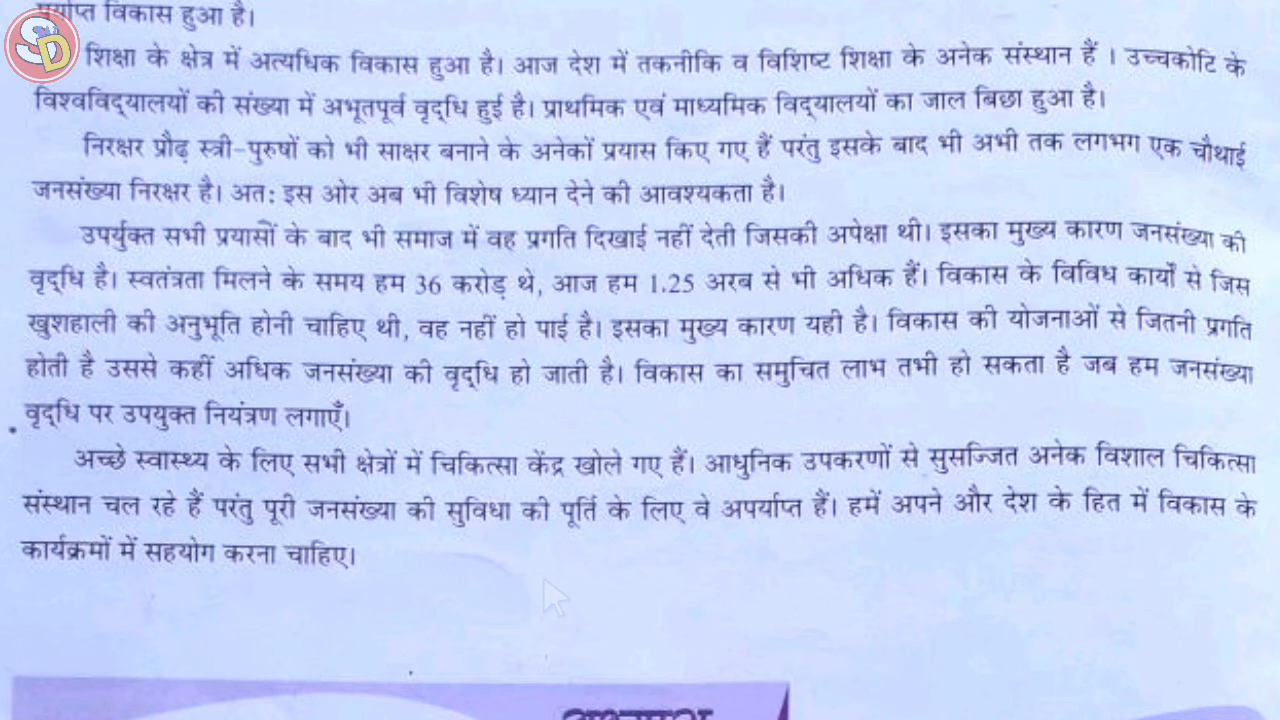 पर्याप्त विकास हुआ है।
SD
शिक्षा के क्षेत्र में अत्यधिक विकास हुआ है। आज देश में तकनीकि व विशिष्ट शिक्षा के अनेक संस्थान हैं । उच्चकोटि के
विश्वविद्यालयों की संख्या में अभूतपूर्व वृद्धि हुई है। प्राथमिक एवं माध्यमिक विद्यालयों का जाल बिछा हुआ है।
निरक्षर प्रौढ़ स्त्री-पुरुषों को भी साक्षर बनाने के अनेकों प्रयास किए गए हैं परंतु इसके बाद भी अभी तक लगभग एक चौथाई
जनसंख्या निरक्षर है। अत: इस ओर अब भी विशेष ध्यान देने की आवश्यकता है।
उपर्युक्त सभी प्रयासों के बाद भी समाज में वह प्रगति दिखाई नहीं देती जिसकी अपेक्षा थी। इसका मुख्य कारण जनसंख्या की
वृद्धि है। स्वतंत्रता मिलने के समय हम 36 करोड़ थे, आज हम 1.25 अरब से भी अधिक हैं। विकास के विविध कार्यों से जिस
खुशहाली की अनुभूति होनी चाहिए थी, वह नहीं हो पाई है। इसका मुख्य कारण यही है। विकास की योजनाओं से जितनी प्रगति
होती है उससे कहीं अधिक जनसंख्या की वृद्धि हो जाती है। विकास का समुचित लाभ तभी हो सकता है जब हम जनसंख्या
वृद्धि पर उपयुक्त नियंत्रण लगाएँ।
अच्छे स्वास्थ्य के लिए सभी क्षेत्रों में चिकित्सा केंद्र खोले गए हैं। आधुनिक उपकरणों से सुसज्जित अनेक विशाल चिकित्सा
संस्थान चल रहे हैं परंतु पूरी जनसंख्या की सुविधा की पूर्ति के लिए वे अपर्याप्त हैं। हमें अपने और देश के हित में विकास के
कार्यक्रमों में सहयोग करना चाहिए।